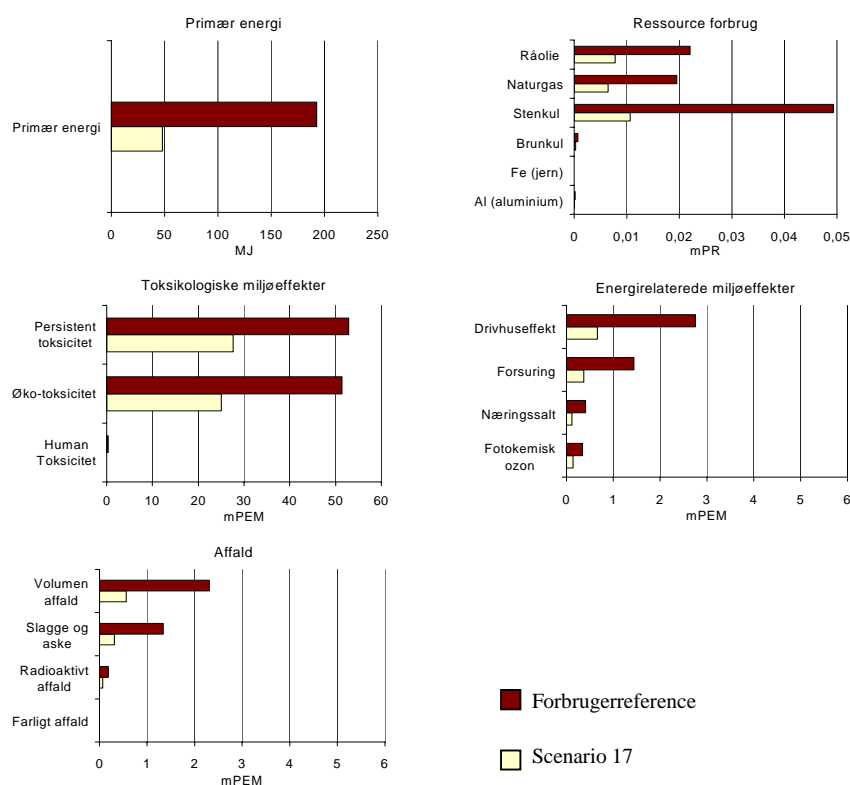 Primær energi
Primær energi
0 50 100 150 200 250
MJ
Ressource forbrug
Råolie
Naturgas
Stenkul
Brunkul
Fe (jern)
Al (aluminium)
0 0,01 0,02 0,03 0,04 0,05
mPR
Toksikologiske miljøeffekter
Persistent
toksicitet
Øko-toksicitet
Human
Toksicitet
0 10 20 30 40 50 60
mPEM
Energirelaterede miljøeffekter
Drivhuseffekt
Forsuring
Næringssalt
Fotokemisk
ozon
0 1 2 3 4 5 6
mPEM
Affald
Volumen
affald
Slagge og
aske
Radioaktivt
affald
Farligt affald
0 1 2 3 4 5 6
mPEM
Forbrugerreference
Scenario 17